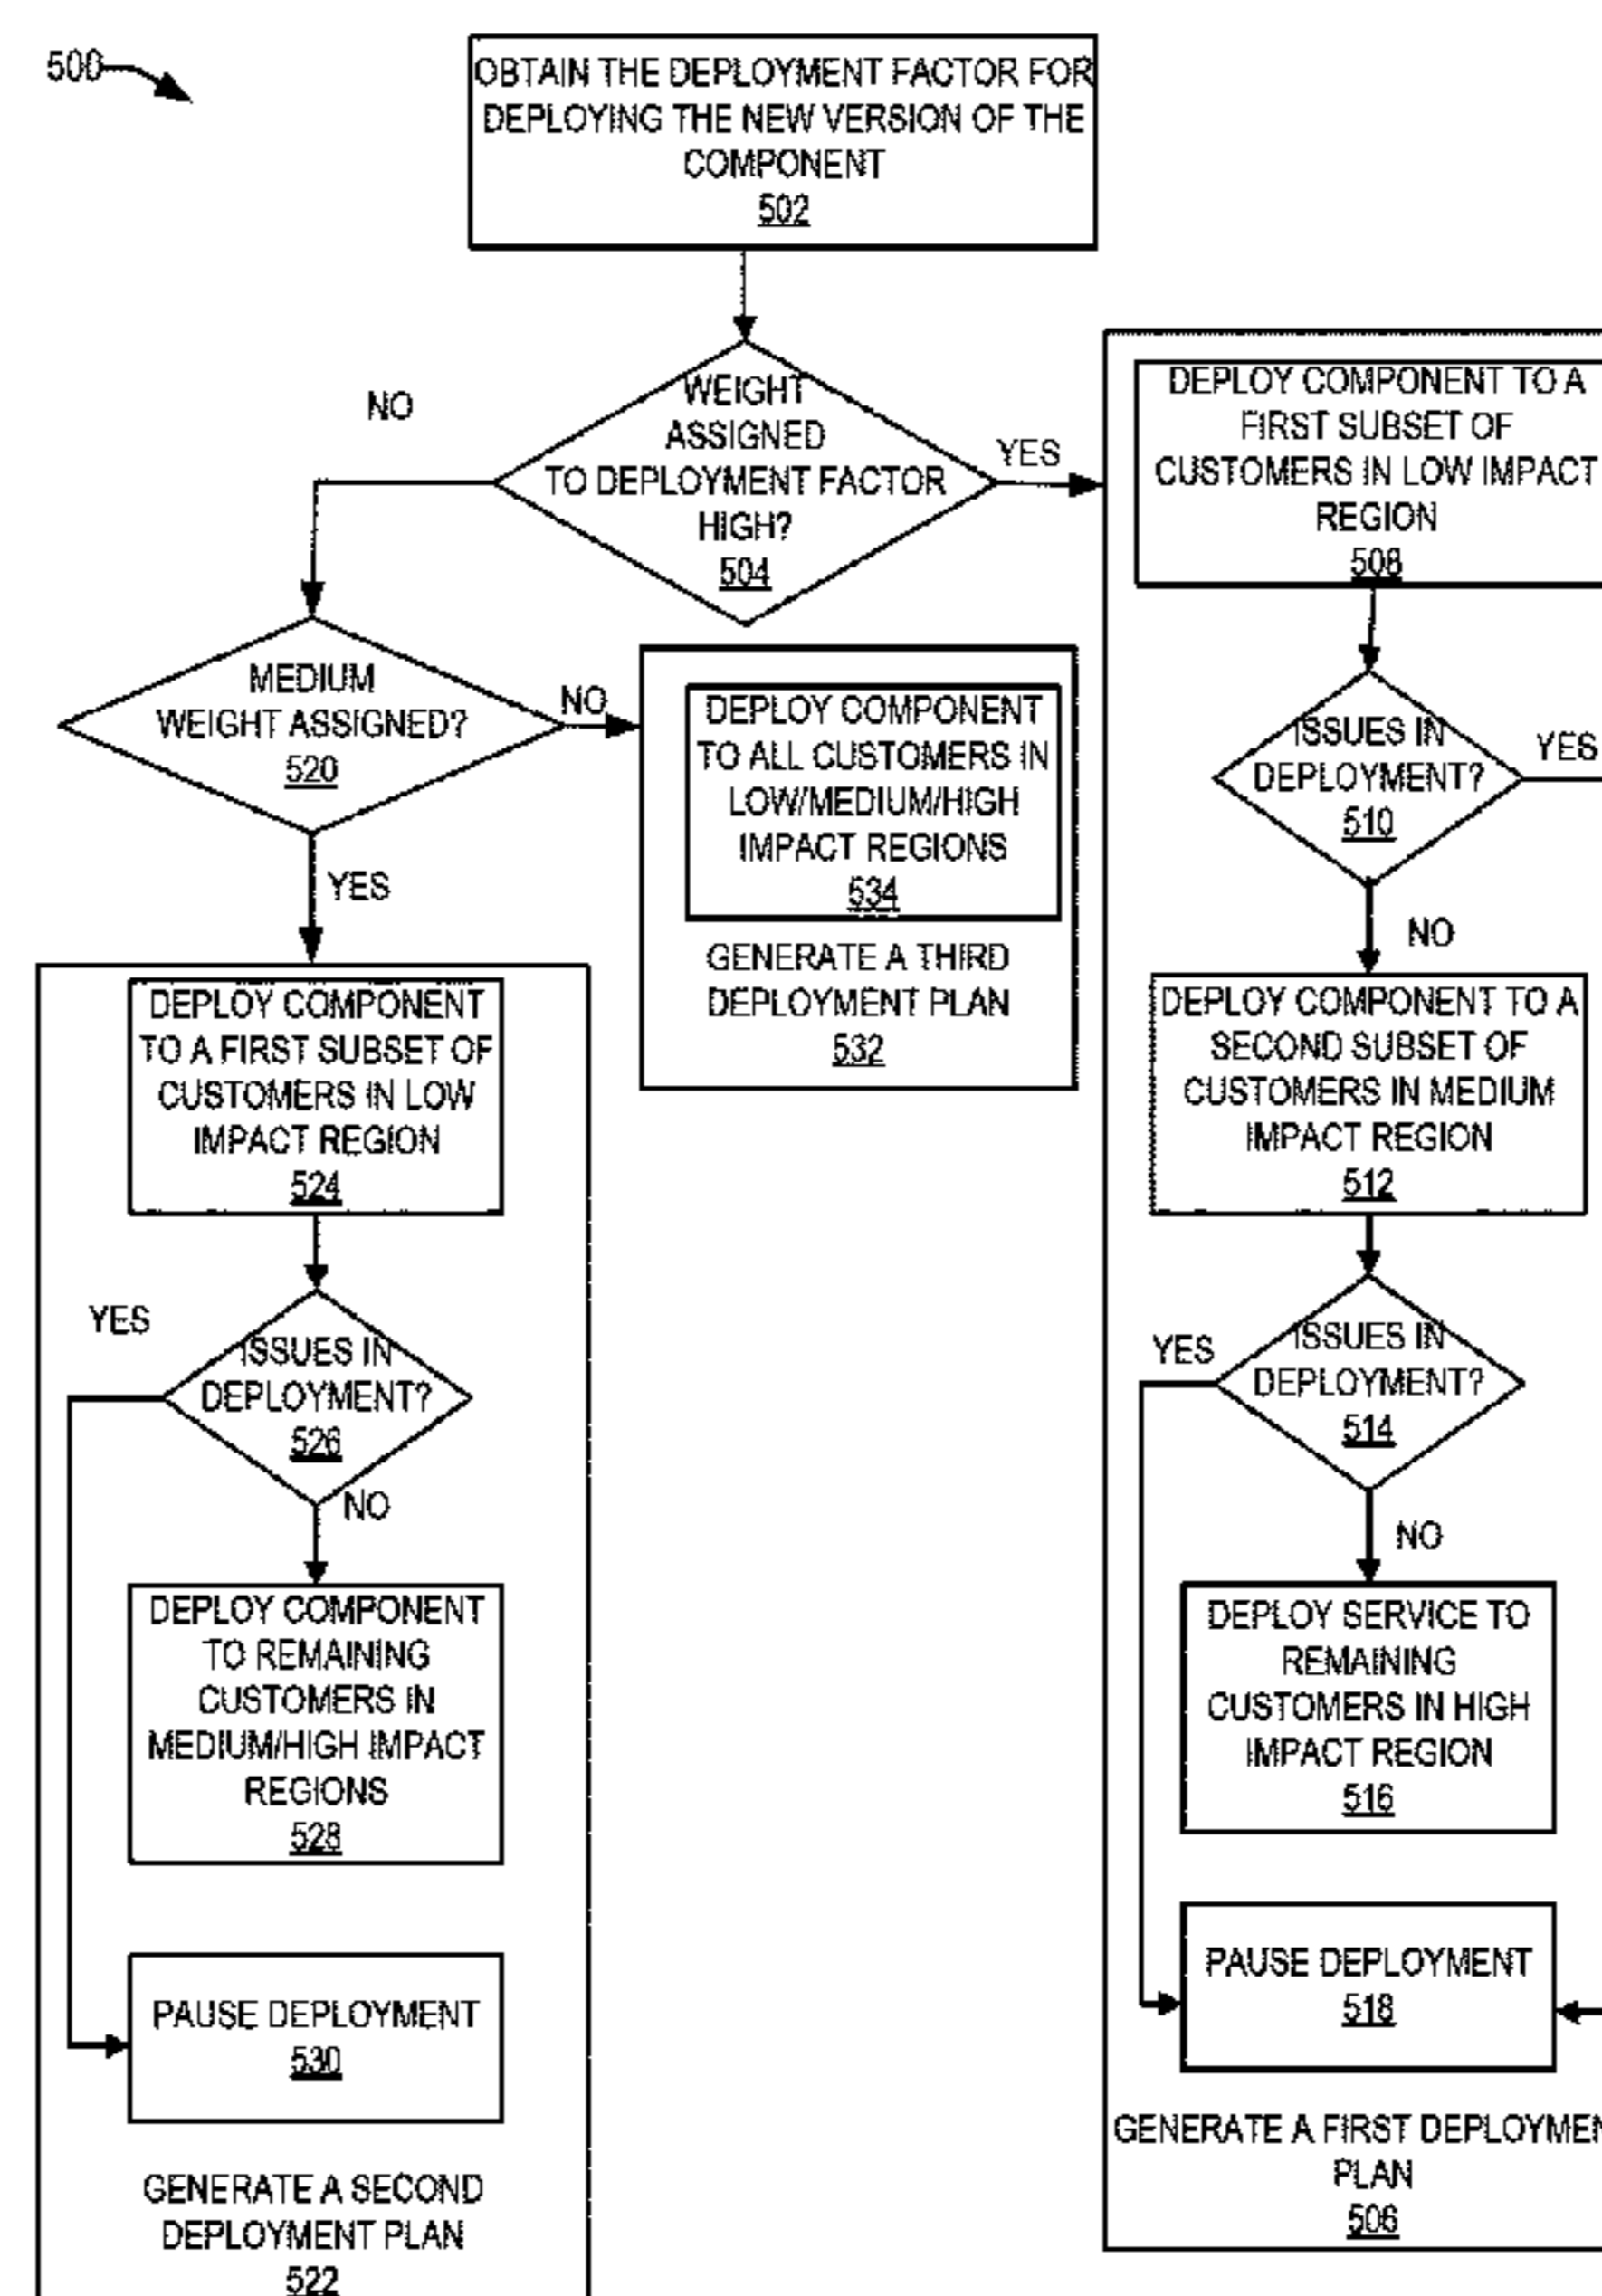 500
OBTAIN THE DEPLOYMENT FACTOR FOR
DEPLOYING THE NEW VERSION OF THE
COMPONENT
502
WEIGHT
ASSIGNED
TO DEPLOYMENT FACTOR
HIGH?
504
NO
YES
MEDIUM
WEIGHT ASSIGNED?
520
NO
YES
DEPLOY COMPONENT
TO ALL CUSTOMERS IN
LOW/MEDIUM/HIGH
IMPACT REGIONS
534
GENERATE A THIRD
DEPLOYMENT PLAN
532
DEPLOY COMPONENT
TO A FIRST SUBSET OF
CUSTOMERS IN LOW
IMPACT REGION
524
ISSUES IN
DEPLOYMENT?
526
YES
NO
DEPLOY COMPONENT
TO REMAINING
CUSTOMERS IN
MEDIUM/HIGH IMPACT
REGIONS
528
PAUSE DEPLOYMENT
530
GENERATE A SECOND
DEPLOYMENT PLAN
522
DEPLOY COMPONENT TO A
FIRST SUBSET OF
CUSTOMERS IN LOW IMPACT
REGION
508
ISSUES IN
DEPLOYMENT?
510
YES
NO
DEPLOY COMPONENT TO A
SECOND SUBSET OF
CUSTOMERS IN MEDIUM
IMPACT REGION
512
ISSUES IN
DEPLOYMENT?
514
YES
NO
DEPLOY SERVICE TO
REMAINING
CUSTOMERS IN HIGH
IMPACT REGION
516
PAUSE DEPLOYMENT
518
GENERATE A FIRST DEPLOYMEN
PLAN
506